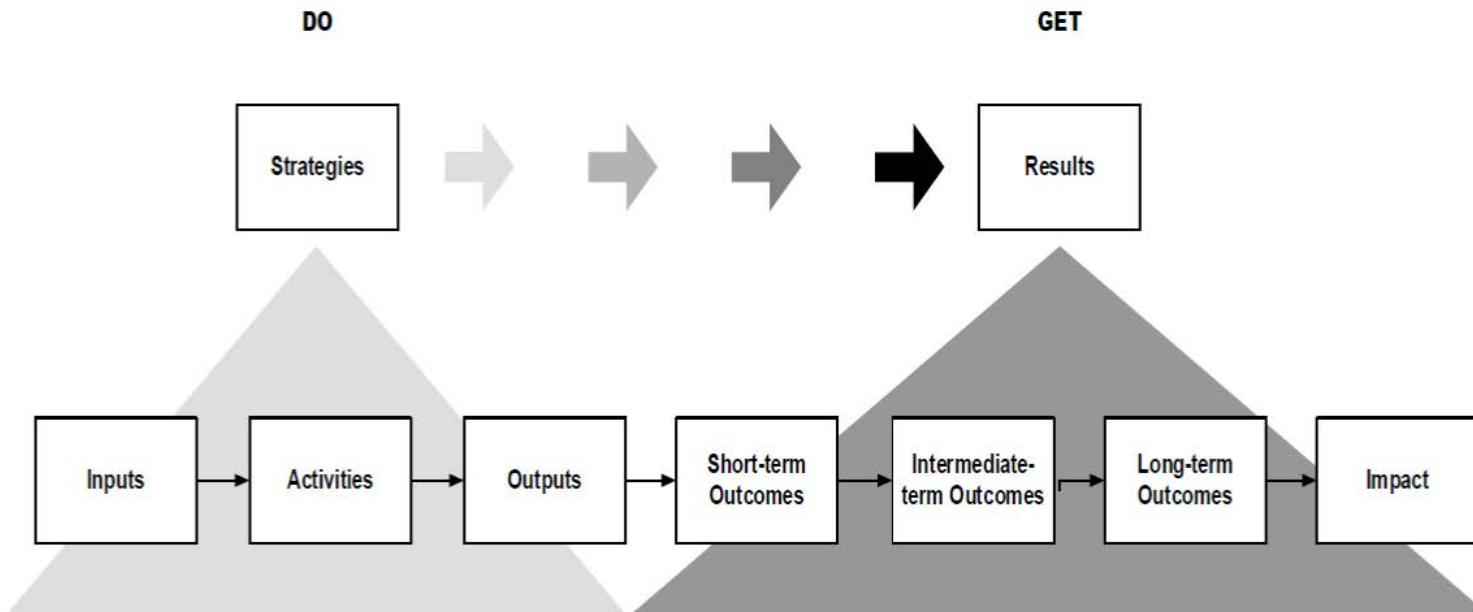 DO
GET
Strategies
Results
Inputs
Activities
Outputs
Short-term
Outcomes
Intermediate-
term Outcomes
Long-term
Outcomes
Impact